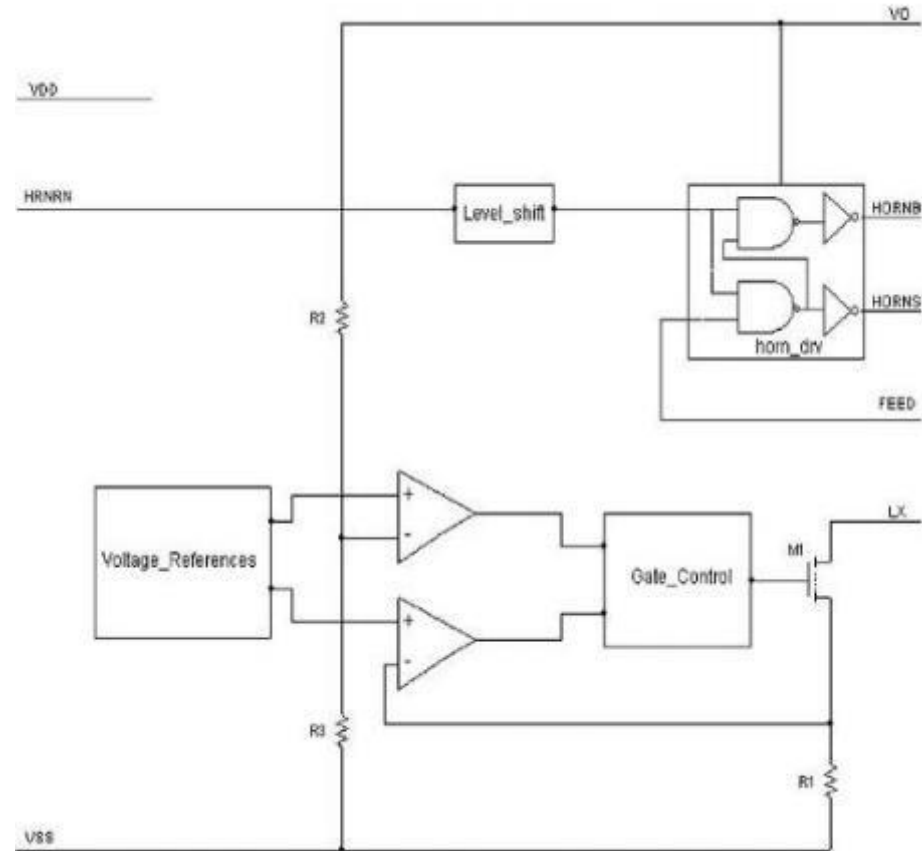 VO
VDD
HRNRN
Level_shift
HORNB
HORNS
R2
horn_drv
FEED
+
-
Voltage_References
LX
M1
Gate_Control
+
-
R3
R1
VSS